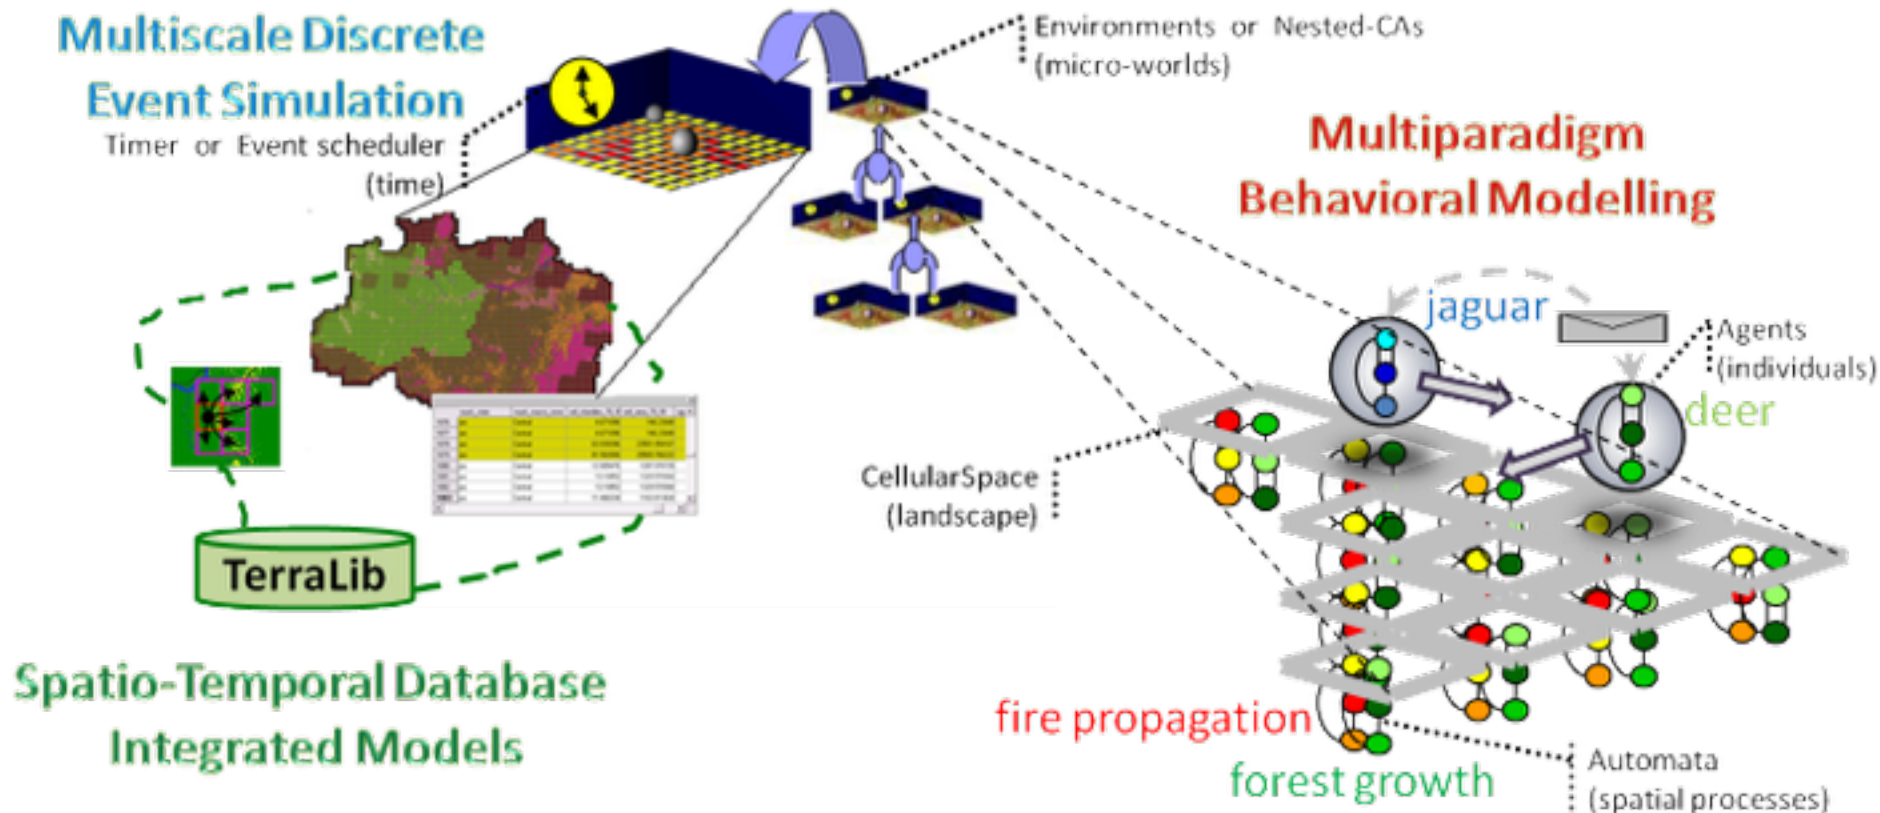 Multiscale Discrete
Event Simulation
Timer or Event scheduler
(time)
Environments or Nested-CAs
(micro-worlds)
Multiparadigm
Behavioral Modelling
jaguar
Agents
(individuals)
deer
CellularSpace
(landscape)
TerraLib
Spatio-Temporal Database
Integrated Models
fire propagation
forest growth
Automata
(spatial processes)